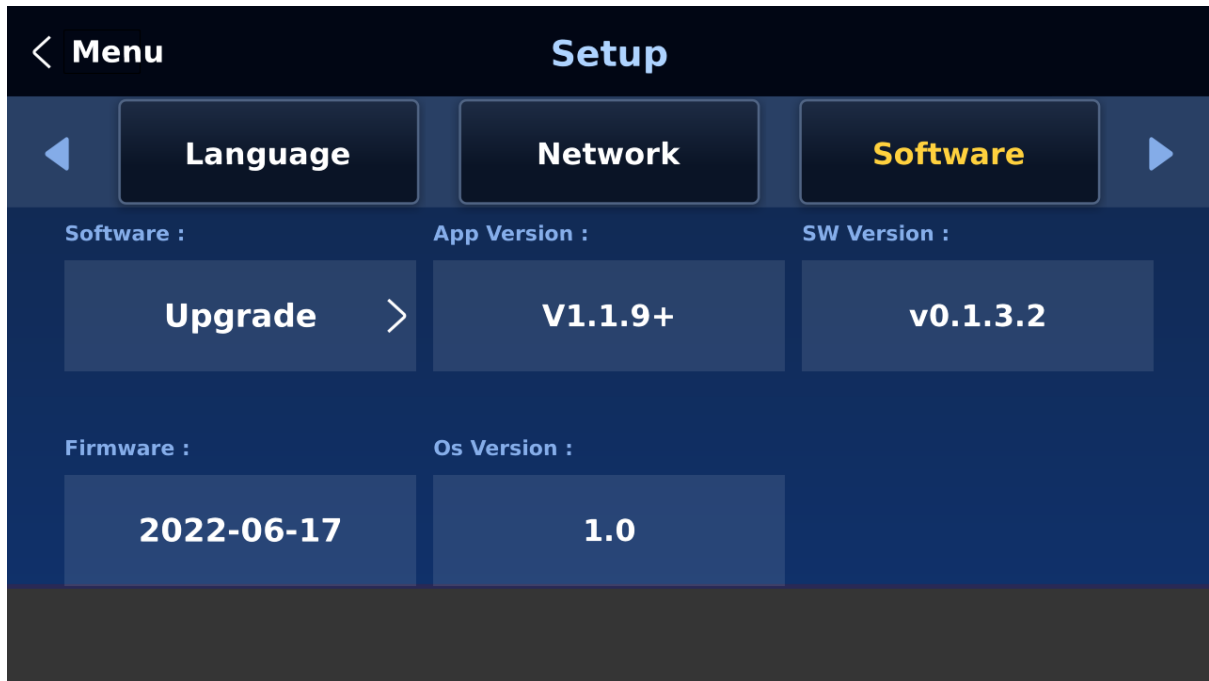 Menu
Setup
Language
Network
Software
Software :
App Version :
SW Version :
Upgrade
V1.1.9+
v0.1.3.2
Firmware :
Os Version :
2022-06-17
1.0